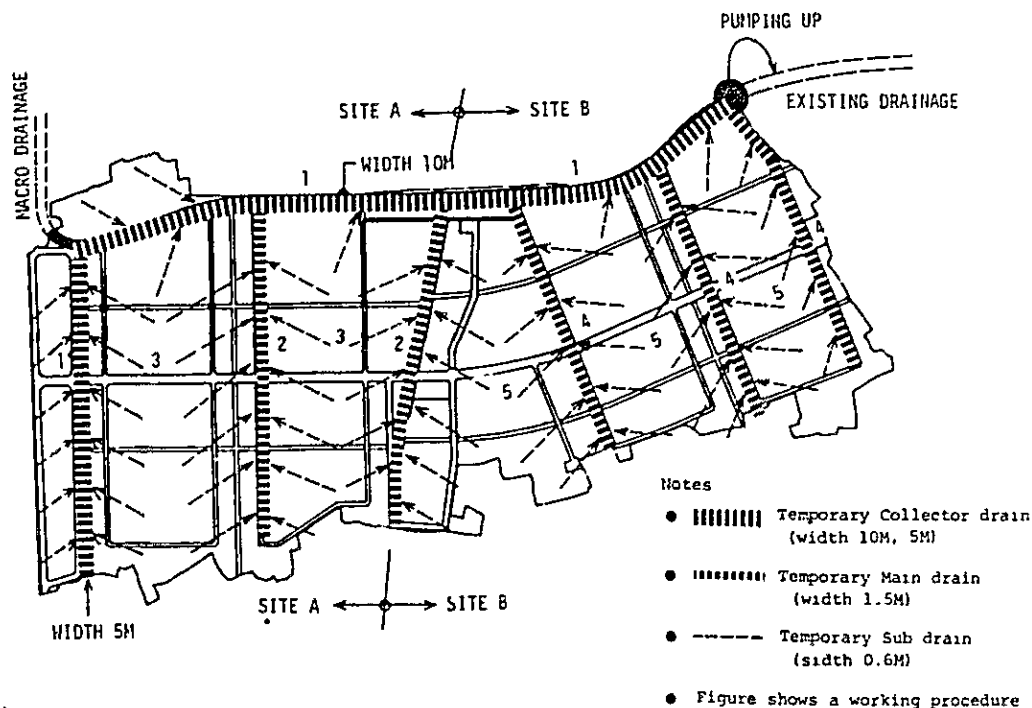 PUMPING UP
EXISTING DRAINAGE
SITE A
SITE B
WIDTH 10M
NACRO DRAINAGE
1
1
4
4
5
1
3
2
3
2
4
5
5
SITE A
SITE B
WIDTH 5M
Notes
● Temporary Collector drain
(width 10M, 5M)
● Temporary Main drain
(width 1.5M)
● Temporary Sub drain
(sidth 0.6M)
● Figure shows a working procedure